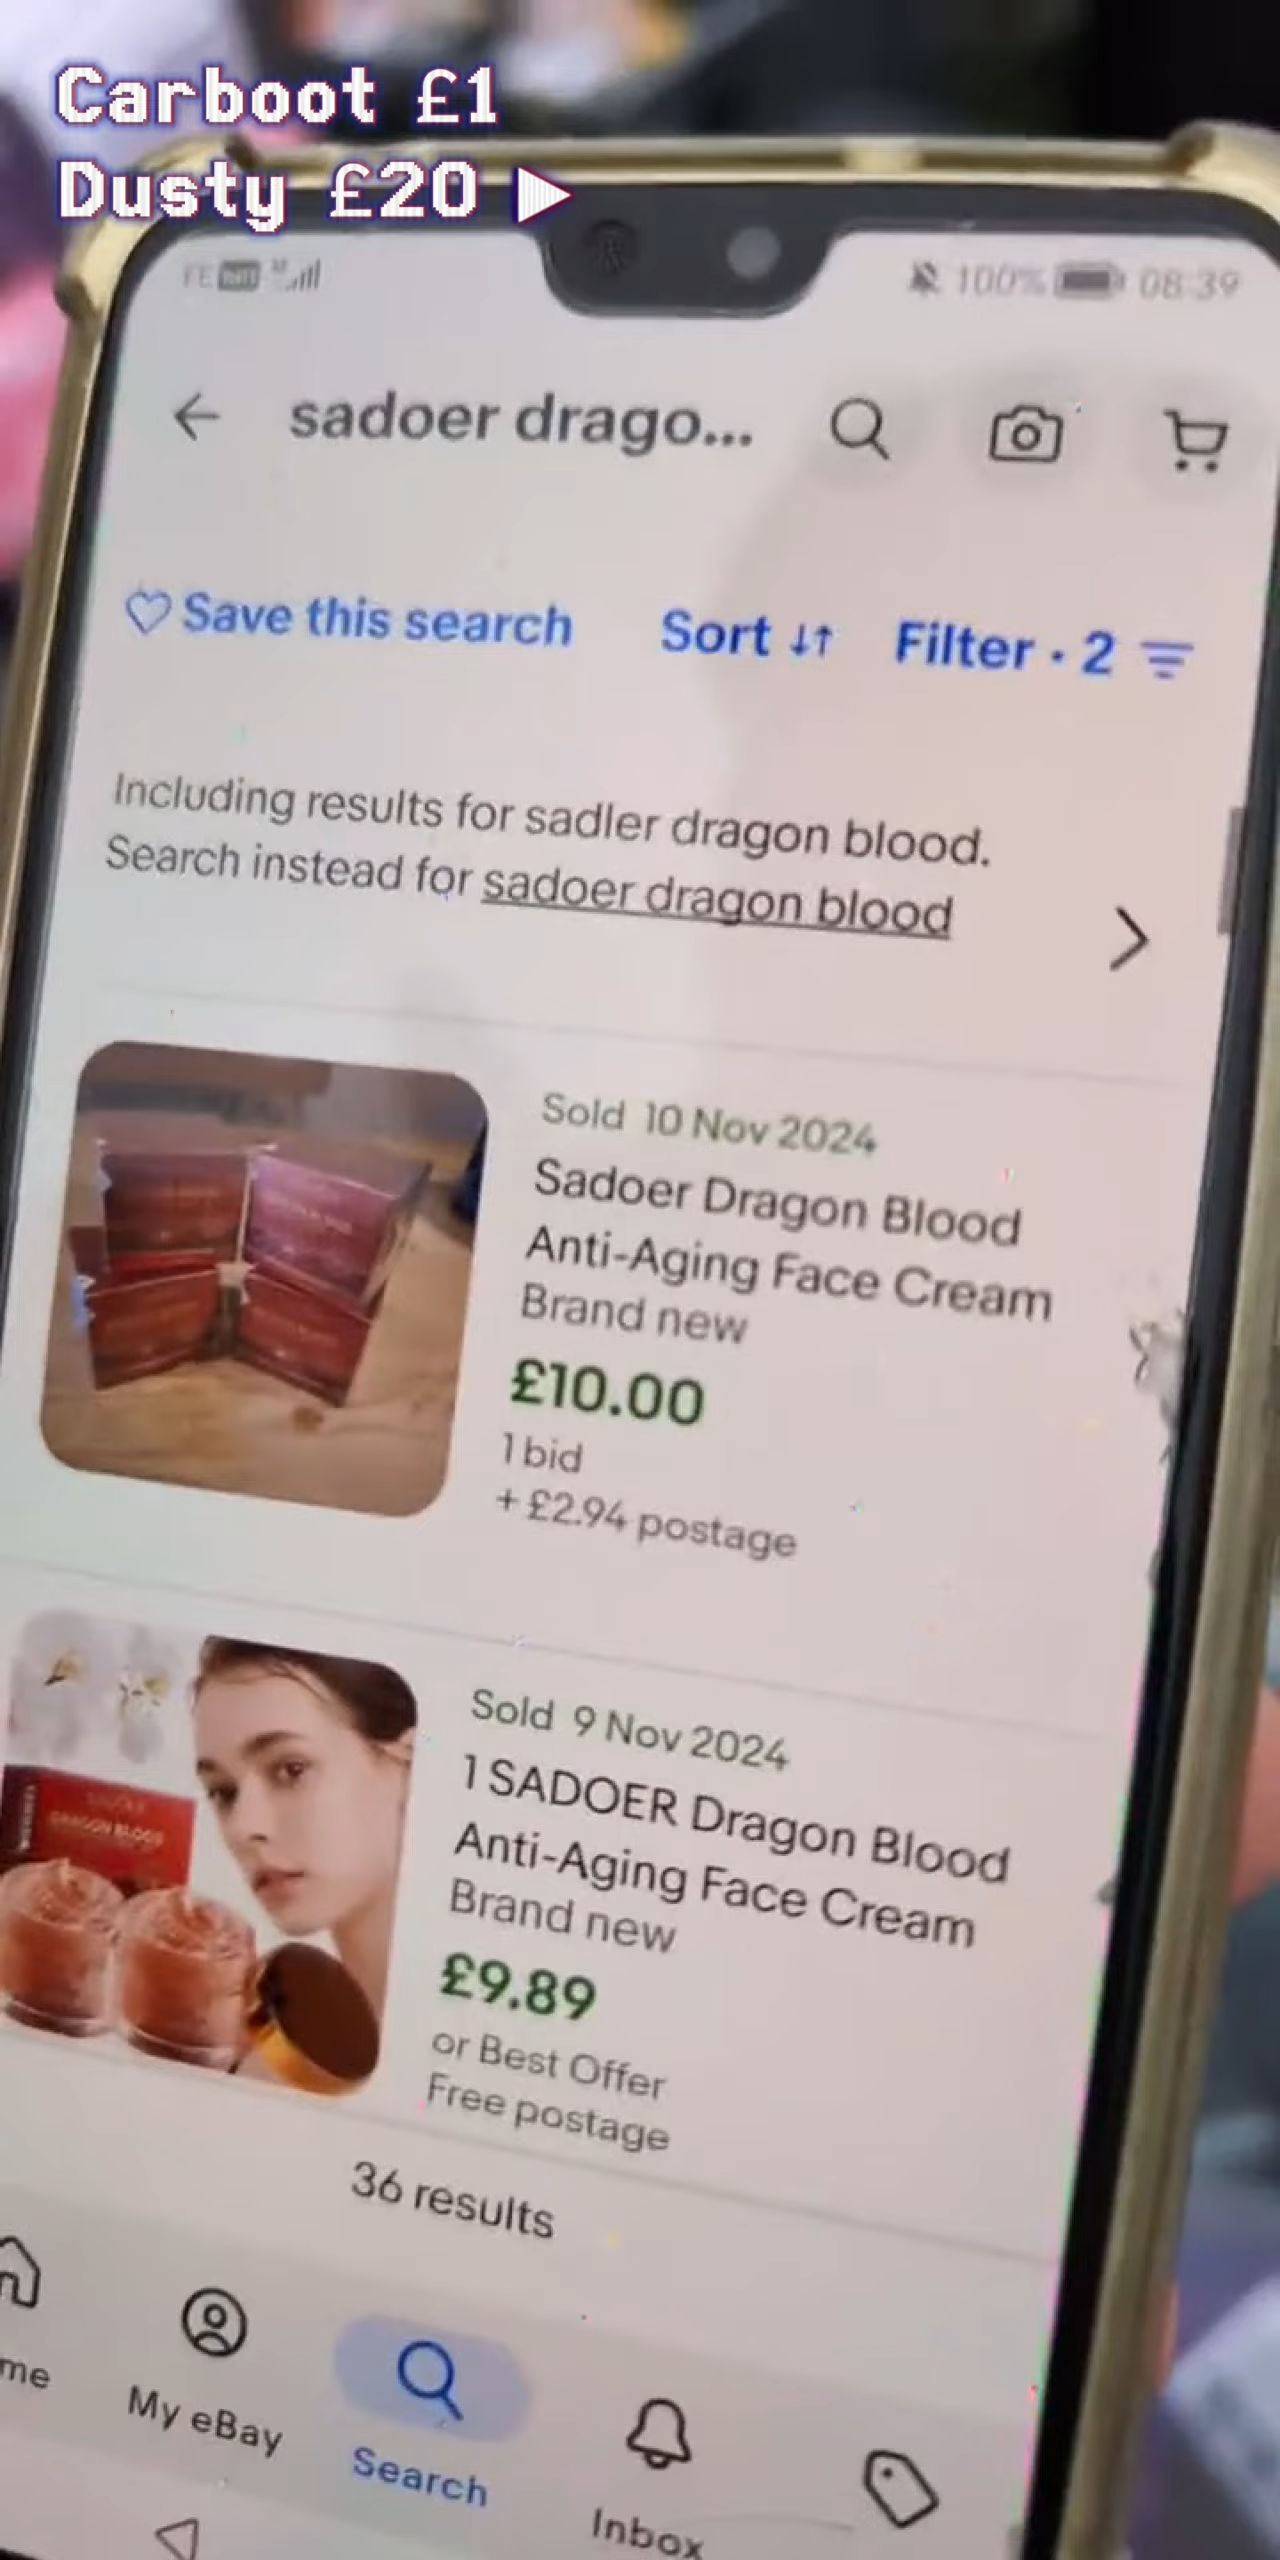 Carboot £1
Dusty £20 ▶
100% 08:39
sadoer drago...
Save this search Sort ↓↑ Filter • 2
Including results for sadler dragon blood.
Search instead for sadoer dragon blood
Sold 10 Nov 2024
Sadoer Dragon Blood
Anti-Aging Face Cream
Brand new
£10.00
1 bid
+ £2.94 postage
DRAGON BLOOD
Sold 9 Nov 2024
1 SADOER Dragon Blood
Anti-Aging Face Cream
Brand new
£9.89
or Best Offer
Free postage
36 results
me
My eBay
Search
Inbox